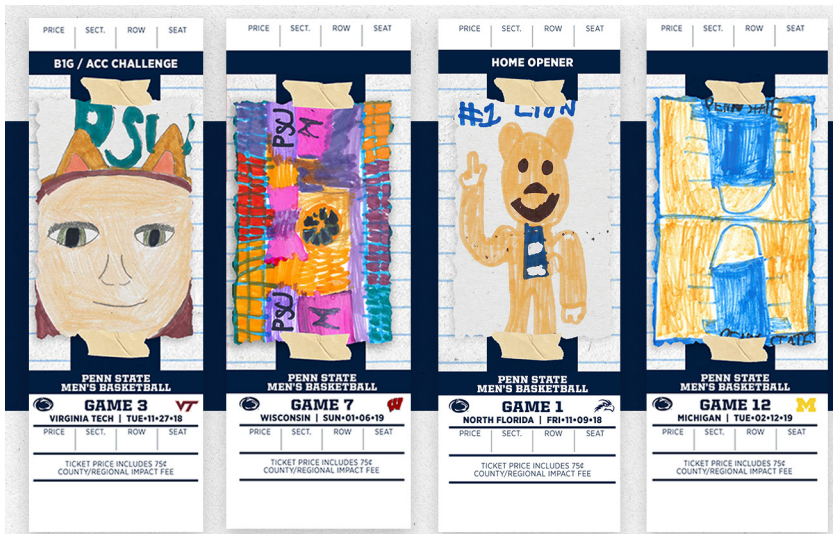 PRICE SECT. ROW SEAT
B1G / ACC CHALLENGE
PSU
PENN STATE
MEN'S BASKETBALL
GAME 3
VIRGINIA TECH | TUE•11•27•18
PRICE SECT. ROW SEAT
TICKET PRICE INCLUDES 75¢
COUNTY/REGIONAL IMPACT FEE
PRICE SECT. ROW SEAT
PSU
M
PSU
M
PENN STATE
MEN'S BASKETBALL
GAME 7
WISCONSIN | SUN•01•06•19
PRICE SECT. ROW SEAT
TICKET PRICE INCLUDES 75¢
COUNTY/REGIONAL IMPACT FEE
PRICE SECT. ROW SEAT
HOME OPENER
#1 LION
PENN STATE
MEN'S BASKETBALL
GAME 1
NORTH FLORIDA | FRI•11•09•18
PRICE SECT. ROW SEAT
TICKET PRICE INCLUDES 75¢
COUNTY/REGIONAL IMPACT FEE
PRICE SECT. ROW SEAT
PENN STATE
PENN STATE
PENN STATE
MEN'S BASKETBALL
GAME 12
M
MICHIGAN | TUE•02•12•19
PRICE SECT. ROW SEAT
TICKET PRICE INCLUDES 75¢
COUNTY/REGIONAL IMPACT FEE